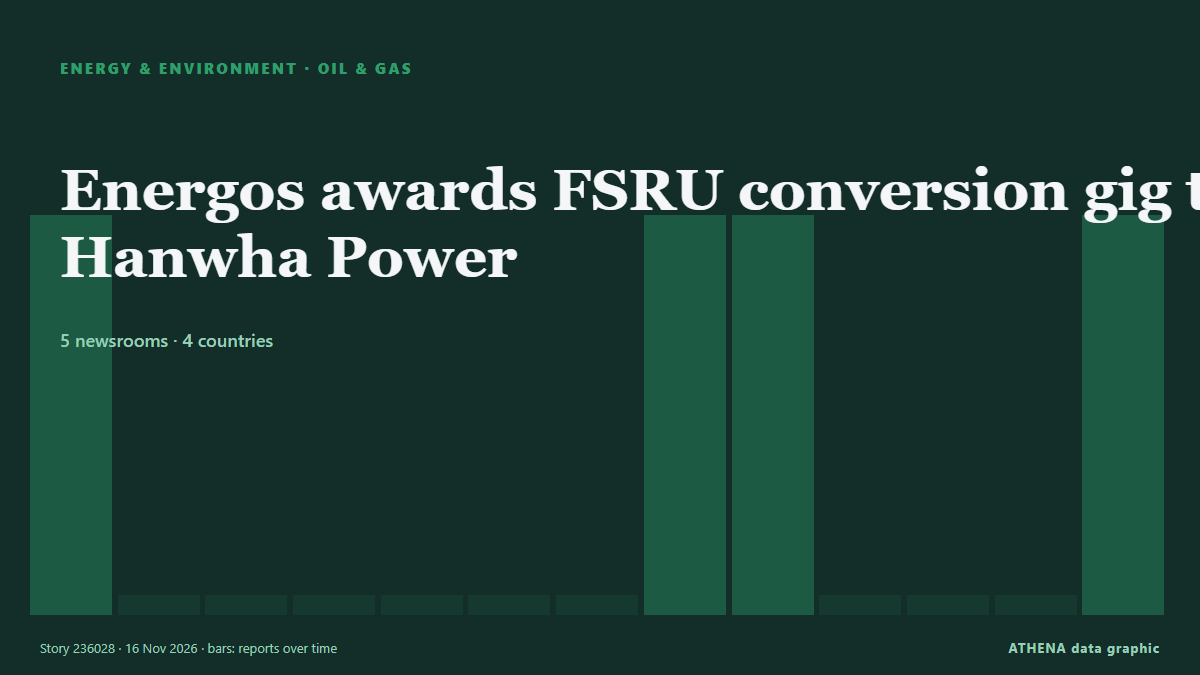 ENERGY & ENVIRONMENT · OIL & GAS
Energos awards FSRU conversion gig
Hanwha Power
5 newsrooms · 4 countries
Story 236028 · 16 Nov 2026 · bars: reports over time
ATHENA data graphic